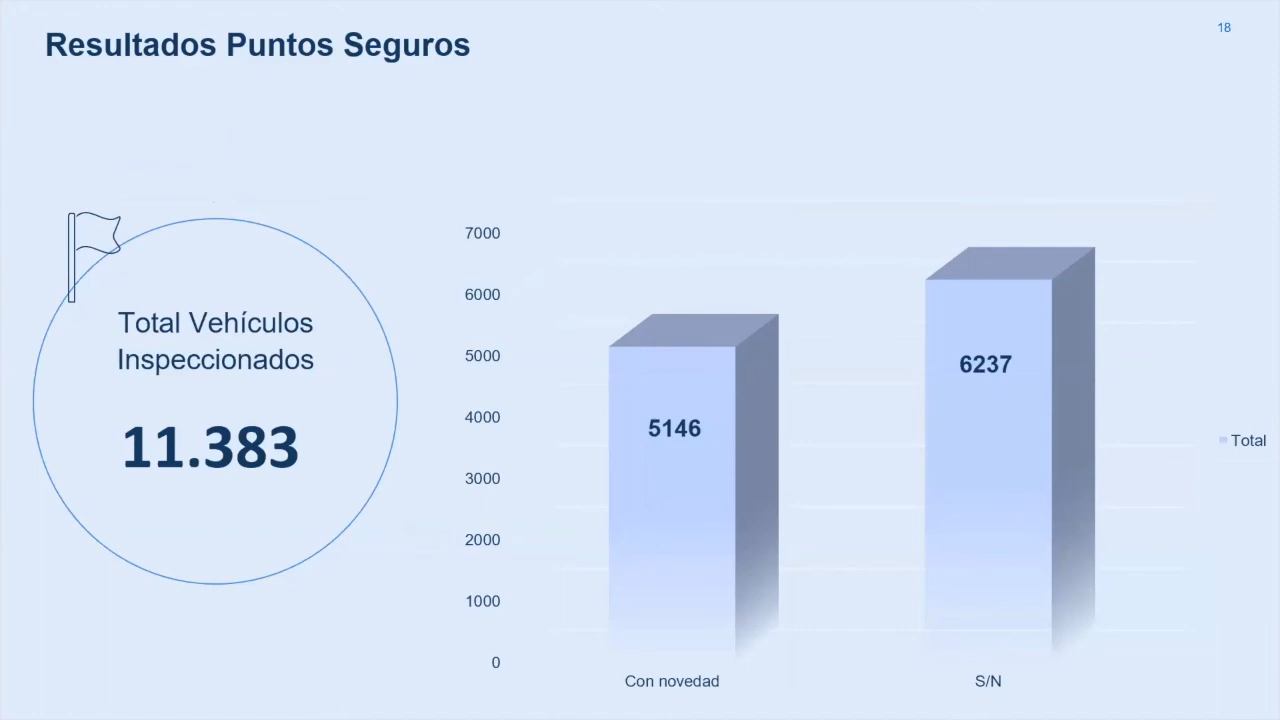 Resultados Puntos Seguros
18
Total Vehículos
Inspeccionados
11.383
7000
6000
5000
4000
3000
2000
1000
0
5146
6237
Con novedad
S/N
Total